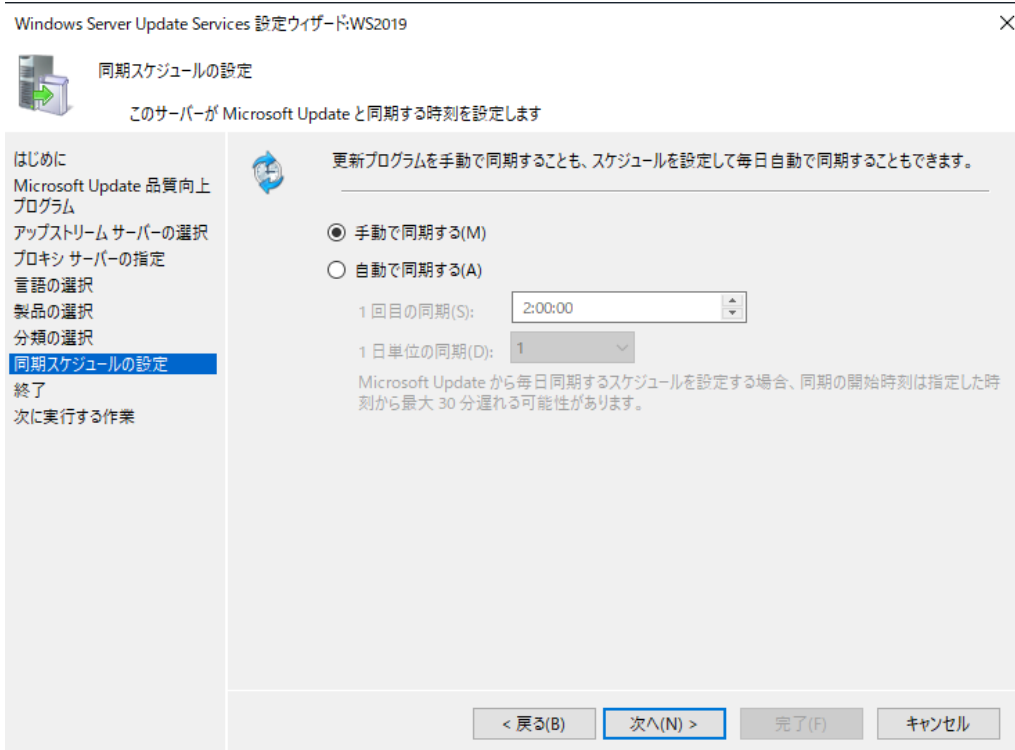 Windows Server Update Services 設定ウィザード:WS2019
同期スケジュールの設定
このサーバーが Microsoft Update と同期する時刻を設定します
はじめに
Microsoft Update 品質向上
プログラム
アップストリーム サーバーの選択
プロキシ サーバーの指定
言語の選択
製品の選択
分類の選択
同期スケジュールの設定
終了
次に実行する作業
更新プログラムを手動で同期することも、スケジュールを設定して毎日自動で同期することもできます。
手動で同期する(M)
自動で同期する(A)
1 回目の同期(S):
2:00:00
1 日単位の同期(D):
1
Microsoft Update から毎日同期するスケジュールを設定する場合、同期の開始時刻は指定した時
刻から最大 30 分遅れる可能性があります。
< 戻る(B)
次へ(N) >
完了(F)
キャンセル